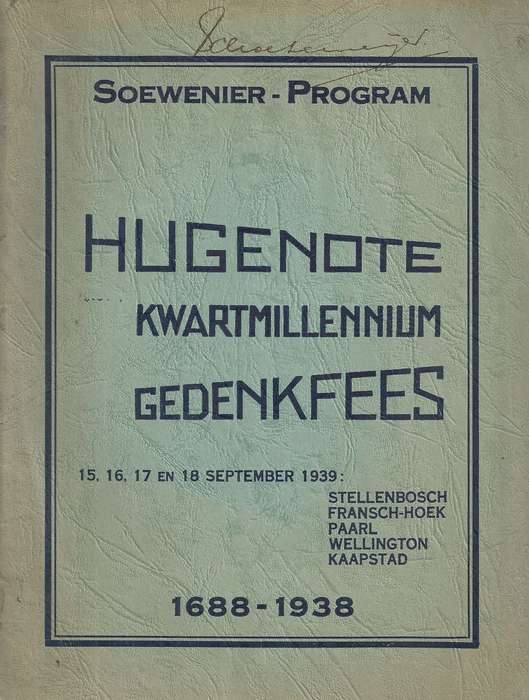 SOEWENIER - PROGRAM
HUGENOTE
KWARTMILLENNIUM
GEDENKFEES
15, 16, 17 EN 18 SEPTEMBER 1939:
STELLENBOSCH
FRANSCH-HOEK
PAARL
WELLINGTON
KAAPSTAD
1688 - 1938